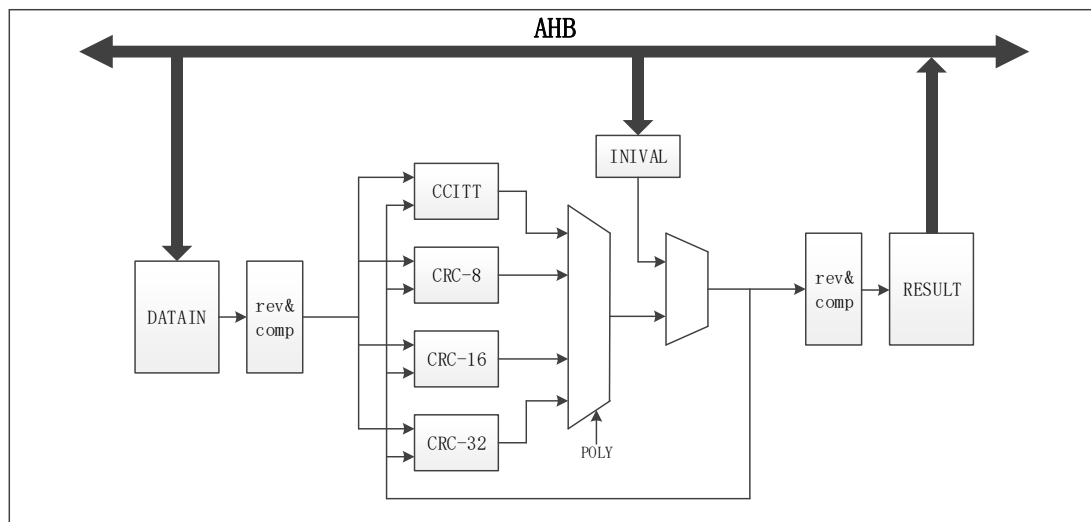 AHB
INIVAL
CCITT
CRC-8
DATAIN
rev&
comp
CRC-16
CRC-32
POLY
rev&
comp
RESULT